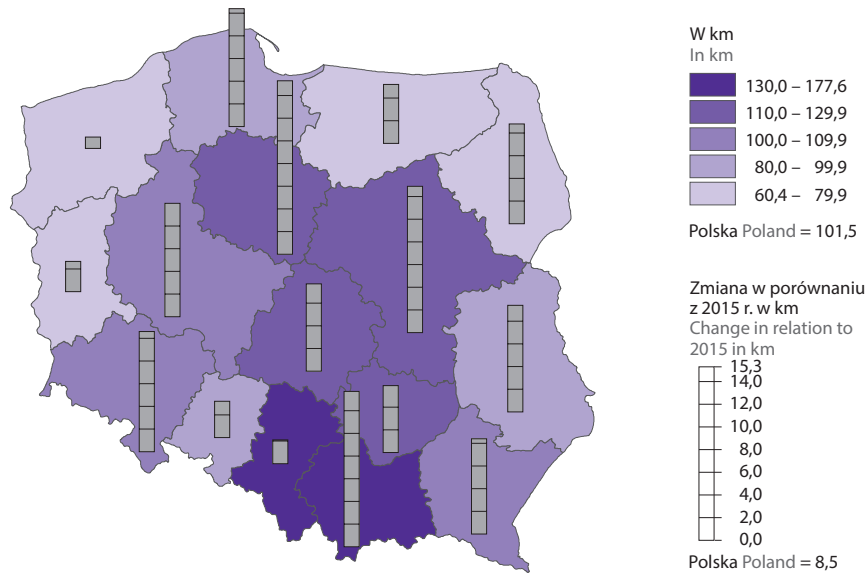 W km
In km
130,0 – 177,6
110,0 – 129,9
100,0 – 109,9
80,0 – 99,9
60,4 – 79,9
Polska Poland = 101,5
Zmiana w porównaniu
z 2015 r. w km
Change in relation to
2015 in km
15,3
14,0
12,0
10,0
8,0
6,0
4,0
2,0
0,0
Polska Poland = 8,5